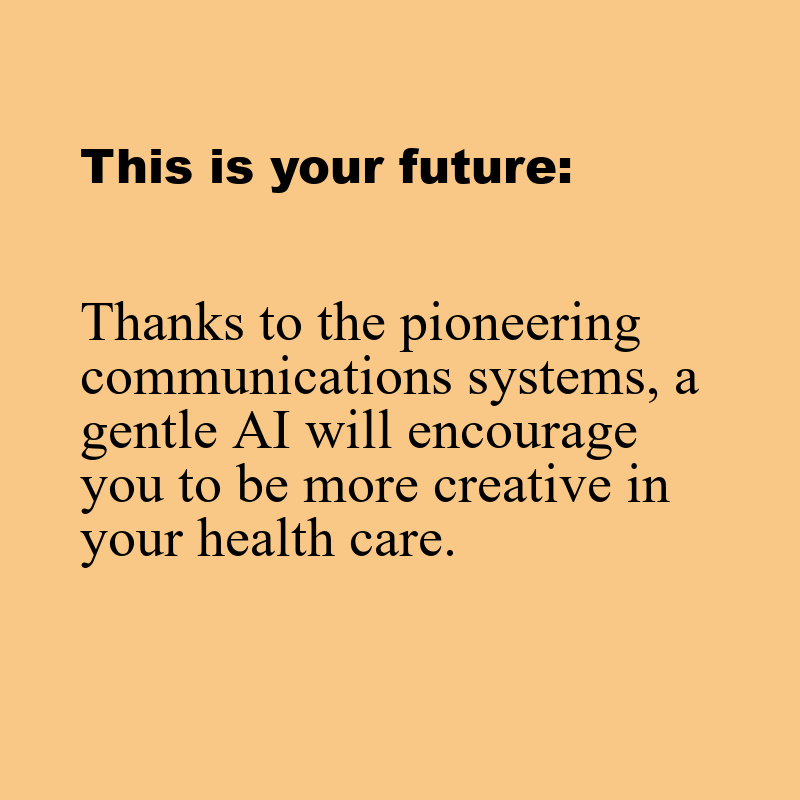 This is your future:
Thanks to the pioneering
communications systems, a
gentle AI will encourage
you to be more creative in
your health care.